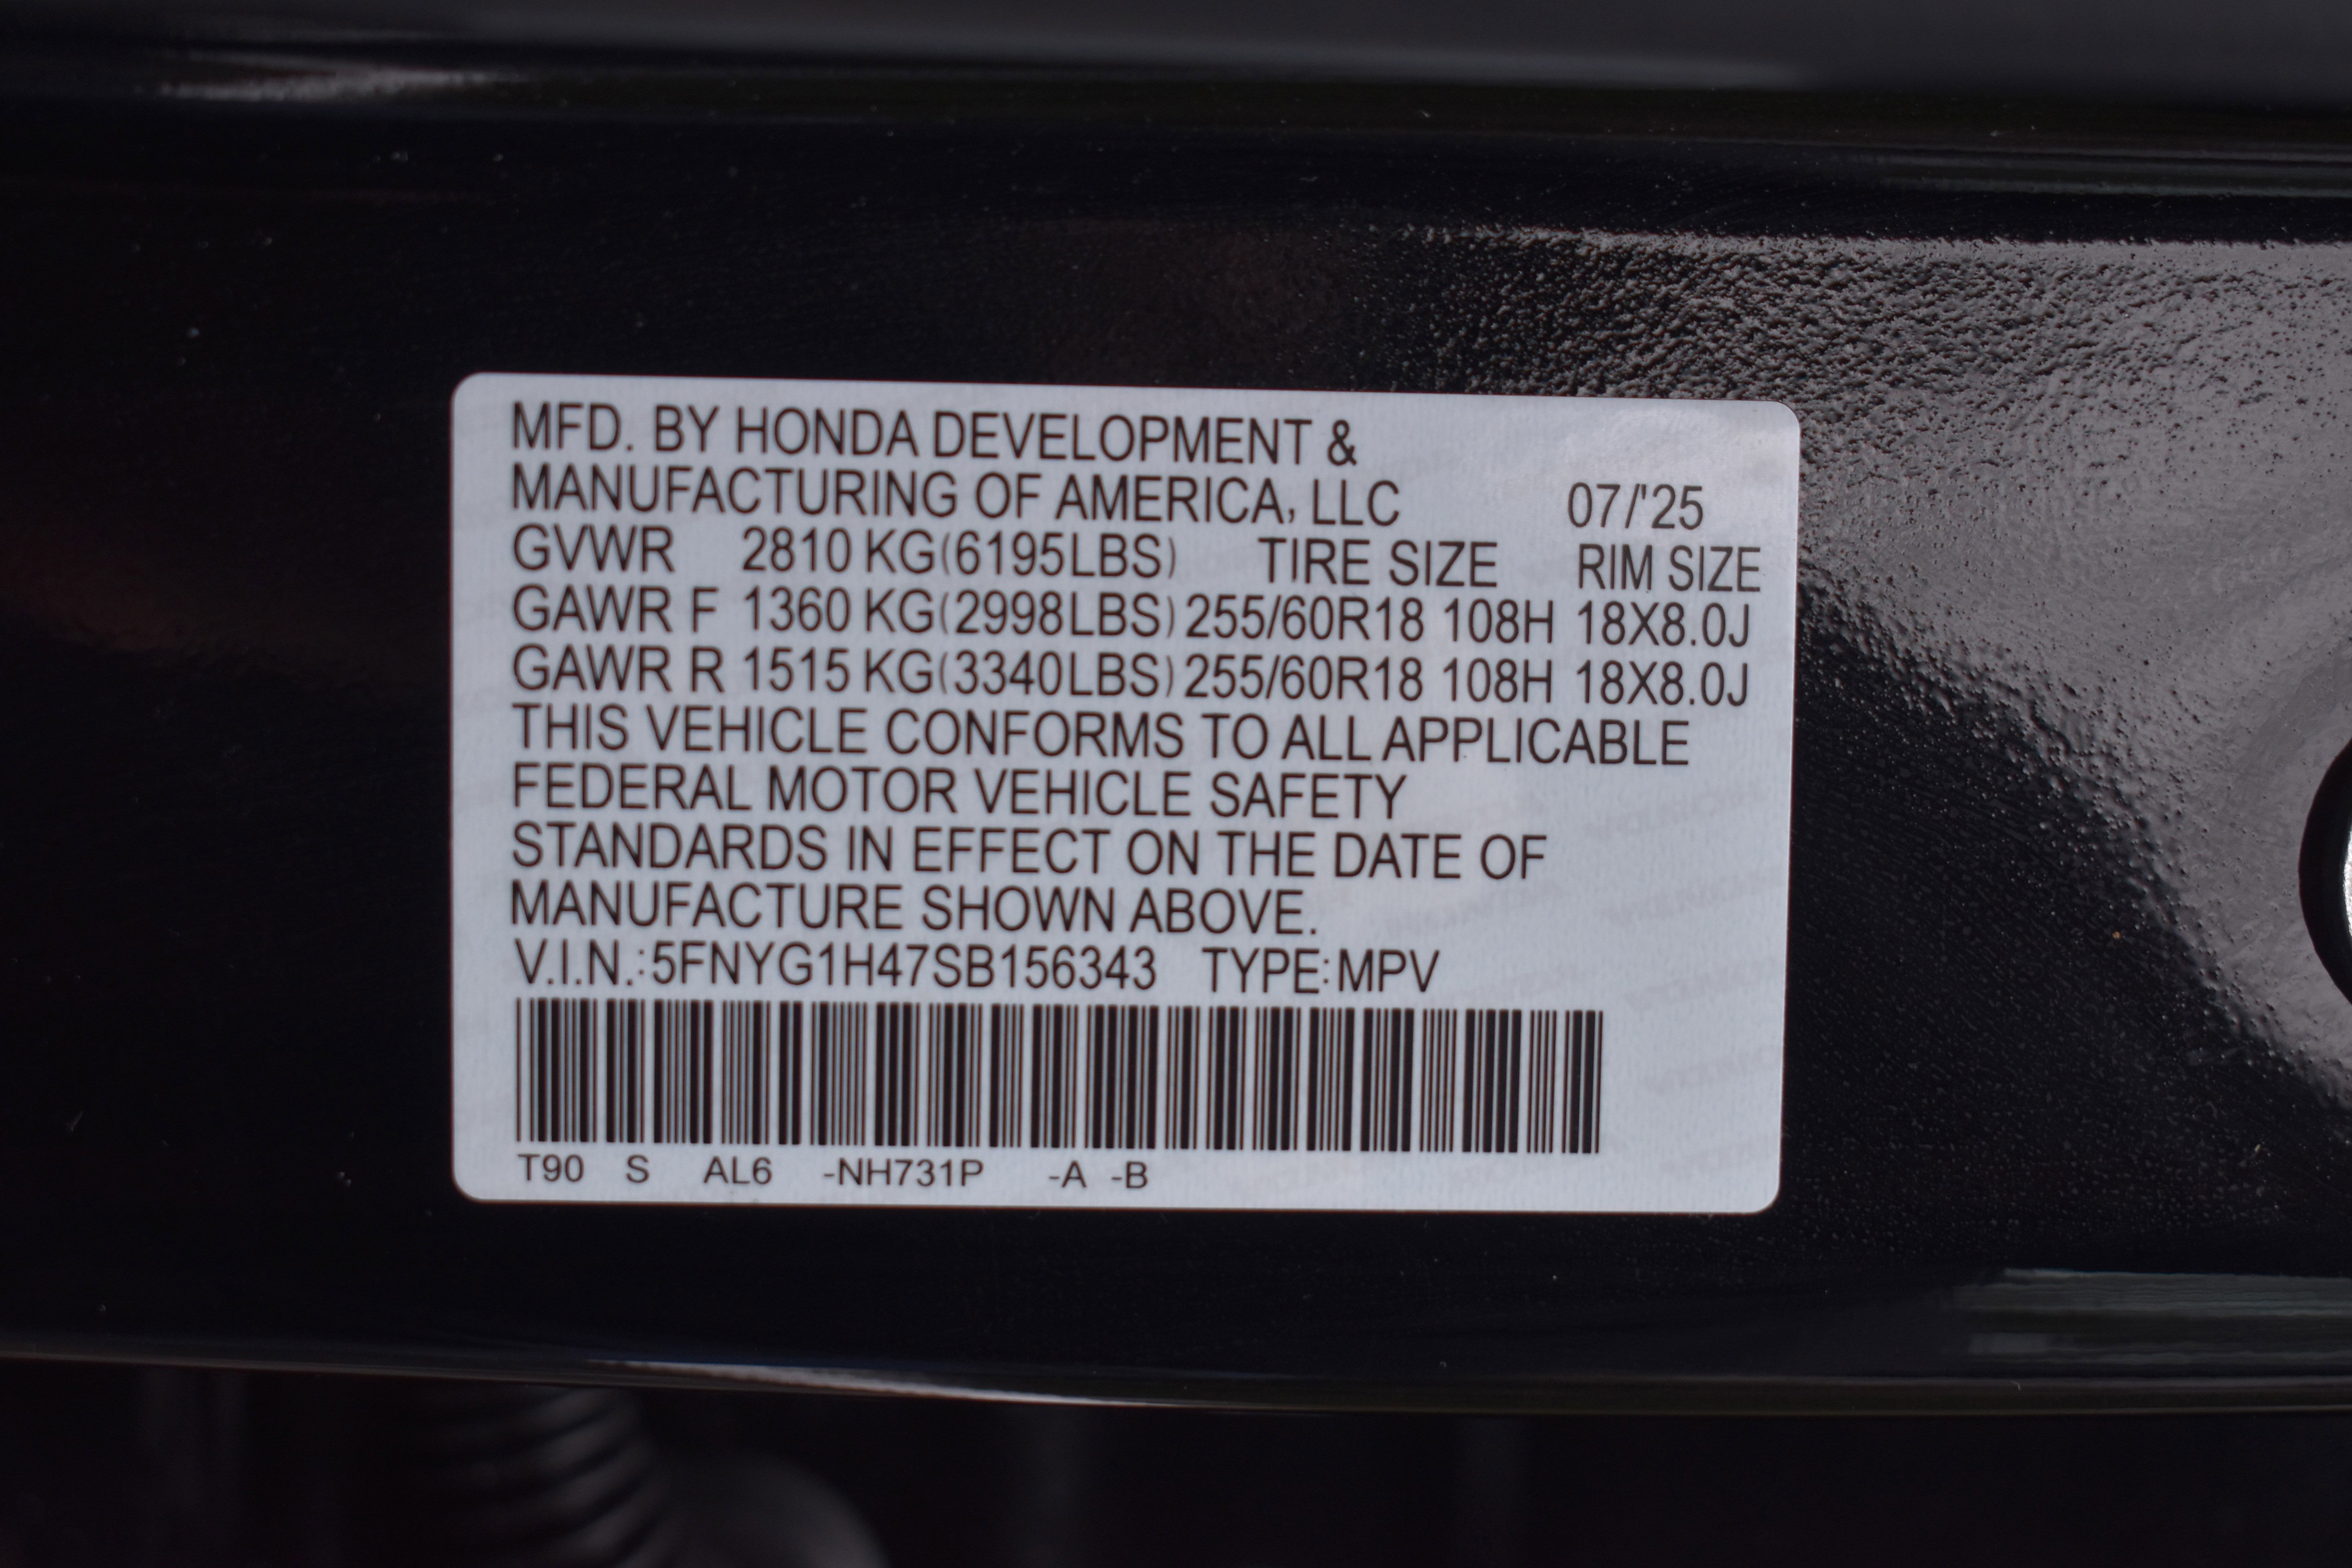 MFD. BY HONDA DEVELOPMENT &
MANUFACTURING OF AMERICA, LLC 07/'25
GVWR 2810 KG(6195LBS) TIRE SIZE RIM SIZE
GAWR F 1360 KG(2998LBS) 255/60R18 108H 18X8.0J
GAWR R 1515 KG(3340LBS) 255/60R18 108H 18X8.0J
THIS VEHICLE CONFORMS TO ALL APPLICABLE
FEDERAL MOTOR VEHICLE SAFETY
STANDARDS IN EFFECT ON THE DATE OF
MANUFACTURE SHOWN ABOVE.
V.I.N.:5FNYG1H47SB156343 TYPE:MPV
T90 S AL6 -NH731P -A -B